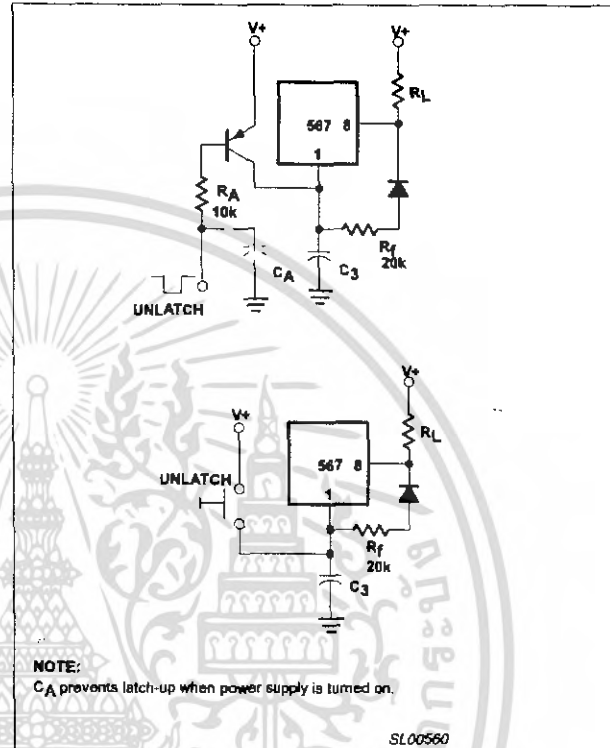 V+
V+
RL
567 8
1
RA
10k
Rf
20k
CA
C3
UNLATCH
V+
V+
RL
UNLATCH
567 8
1
Rf
20k
C3
NOTE:
CA prevents latch-up when power supply is turned on.
SL00560